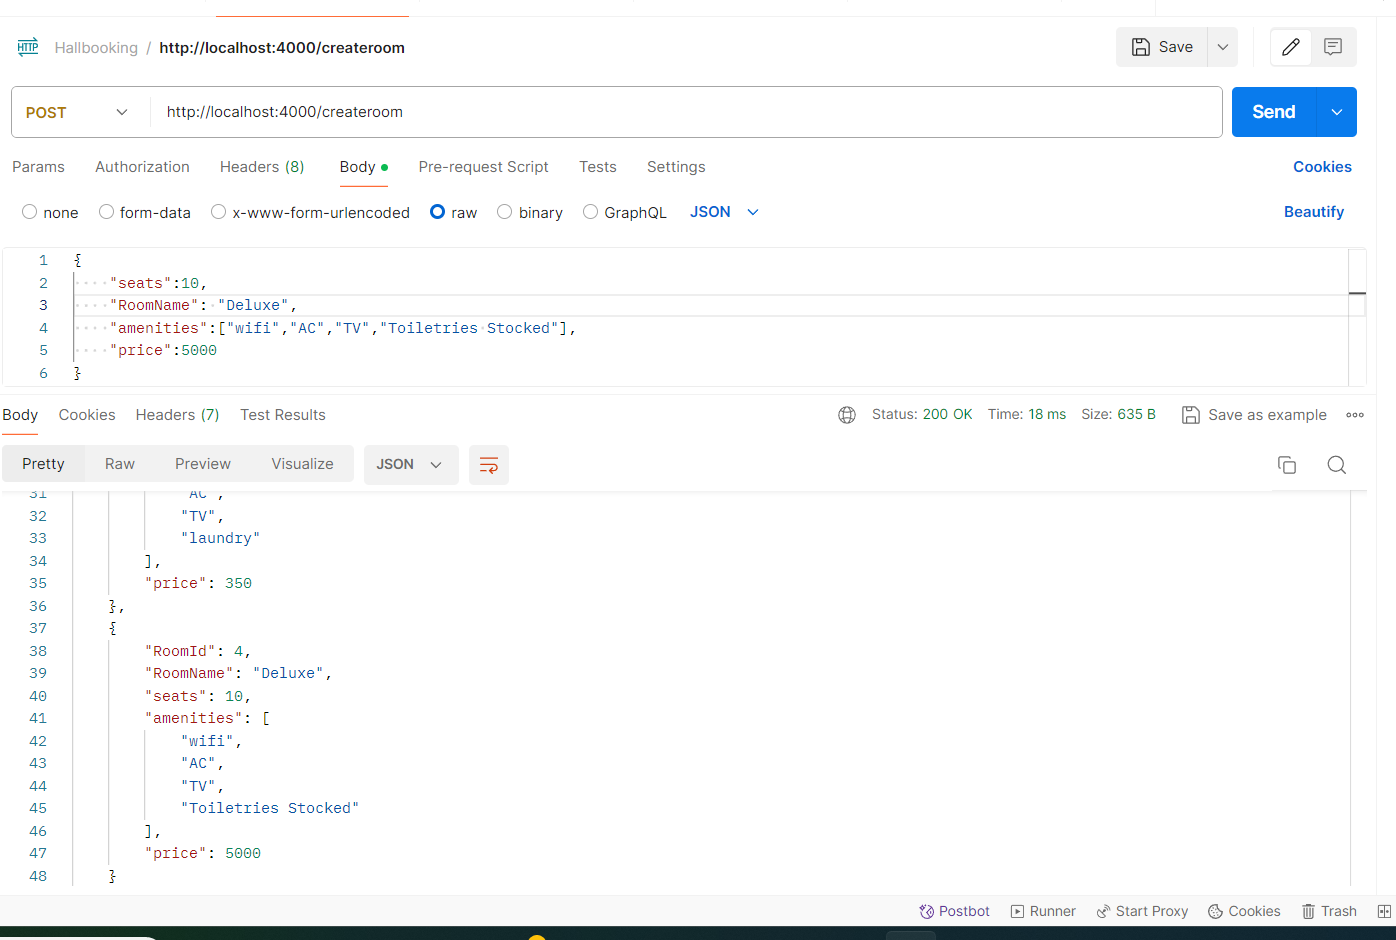 HTTP Hallbooking / http://localhost:4000/createroom Save
POST http://localhost:4000/createroom Send
Params Authorization Headers (8) Body Pre-request Script Tests Settings Cookies
none form-data x-www-form-urlencoded raw binary GraphQL JSON Beautify
1 {
2 ····"seats":10,
3 ····"RoomName":·"Deluxe",
4 ····"amenities":["wifi","AC","TV","Toiletries·Stocked"],
5 ····"price":5000
6 }
Body Cookies Headers (7) Test Results Status: 200 OK Time: 18 ms Size: 635 B Save as example
Pretty Raw Preview Visualize JSON
31 "AC",
32 "TV",
33 "laundry"
34 ],
35 "price": 350
36 },
37 {
38 "RoomId": 4,
39 "RoomName": "Deluxe",
40 "seats": 10,
41 "amenities": [
42 "wifi",
43 "AC",
44 "TV",
45 "Toiletries Stocked"
46 ],
47 "price": 5000
48 }
Postbot Runner Start Proxy Cookies Trash